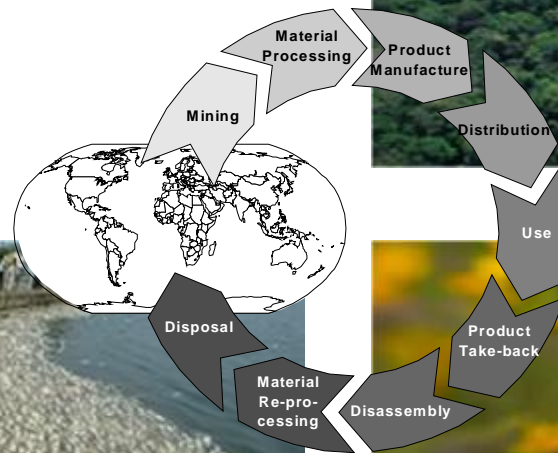 Mining
Material
Processing
Product
Manufacture
Distribution
Use
Product
Take-back
Disassembly
Material
Re-pro-
cessing
Disposal